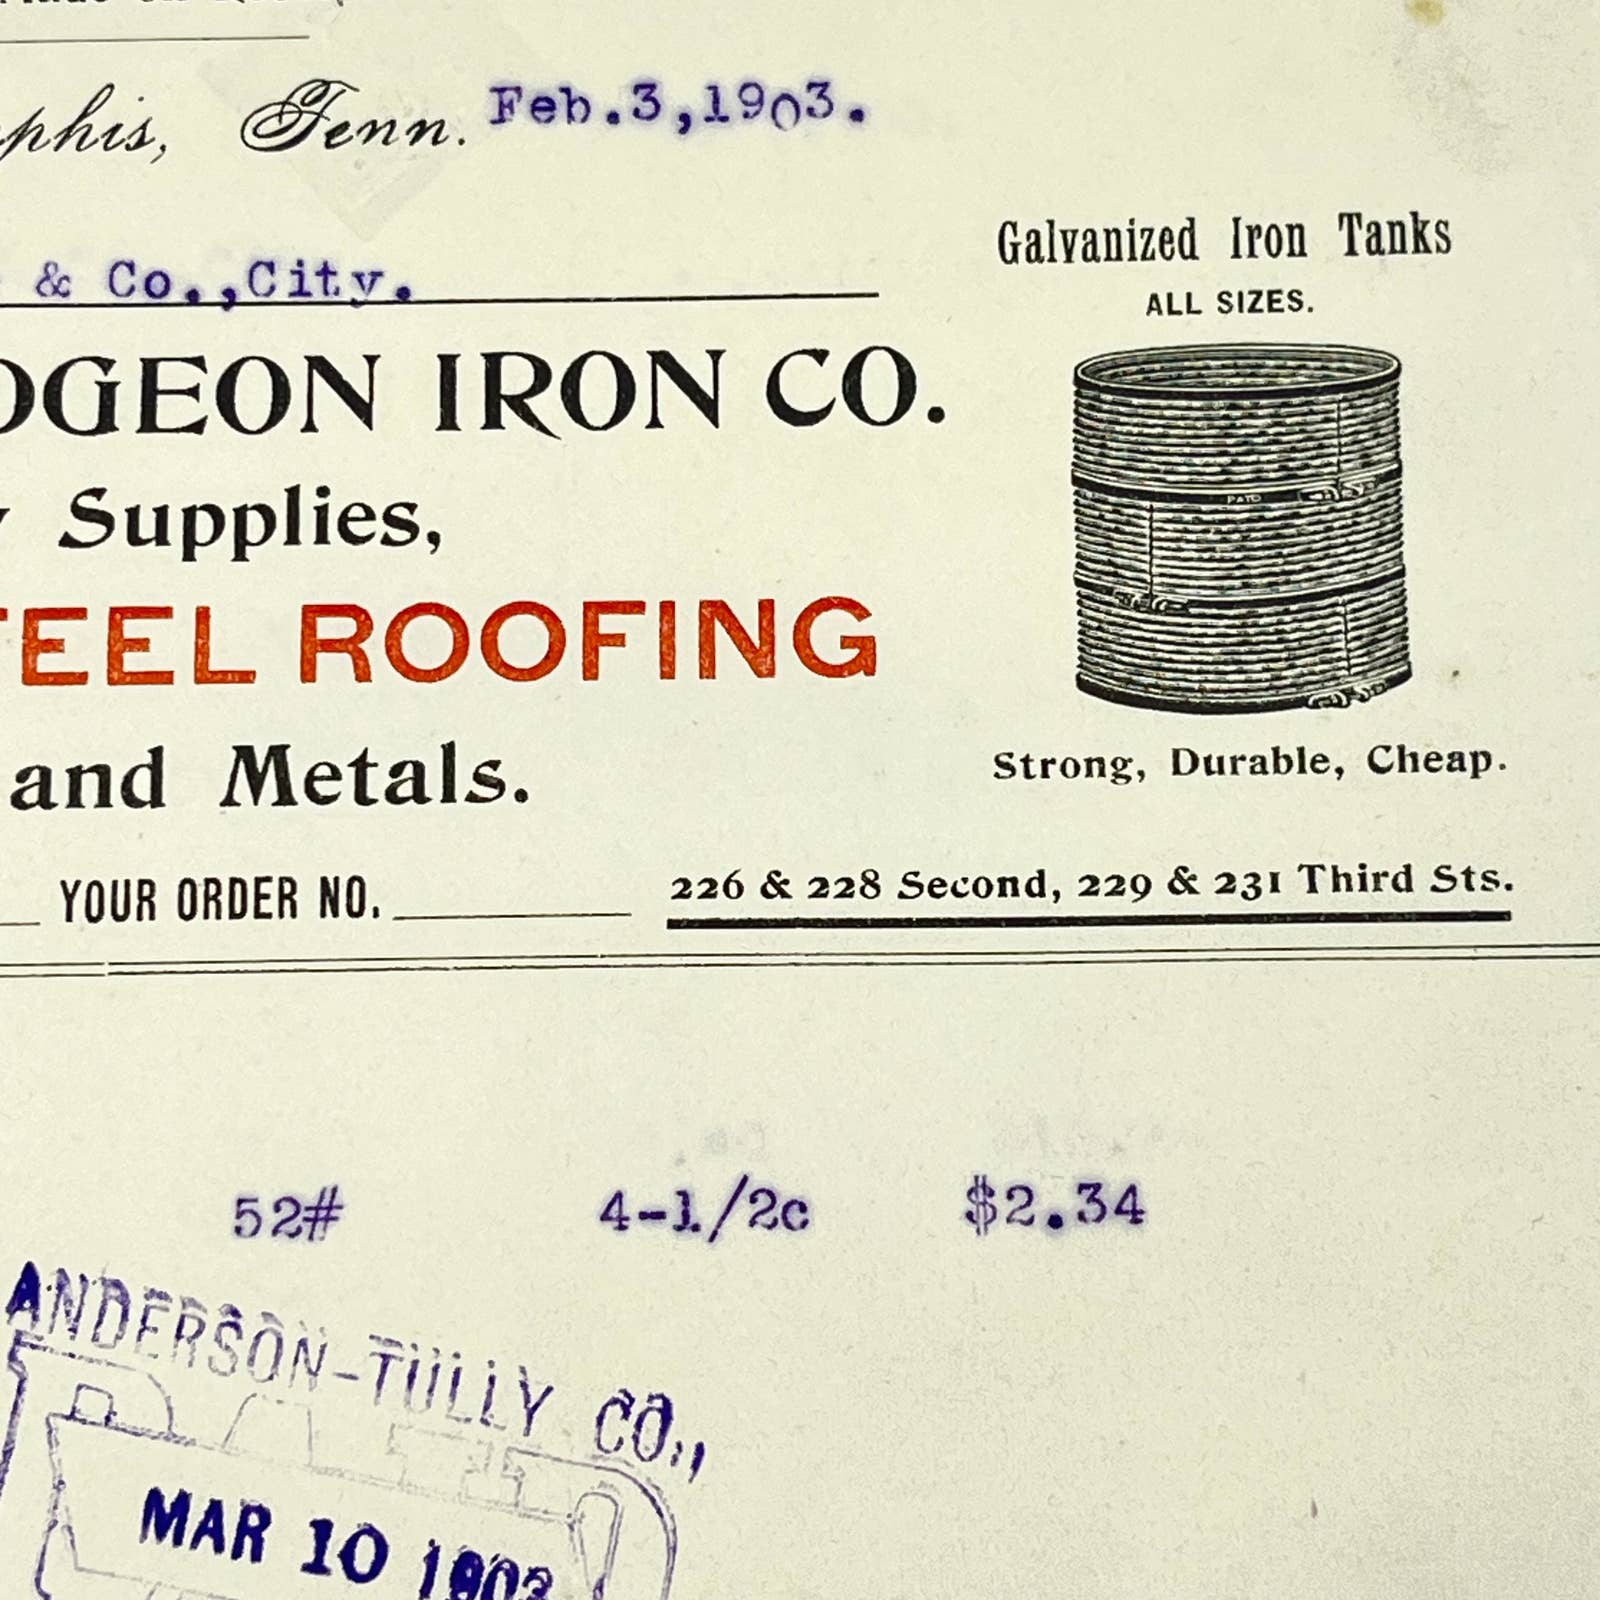 phis, Tenn. Feb.3,1903.
& Co.,City.
Galvanized Iron Tanks
ALL SIZES.
OGEON IRON CO.
Supplies,
PATD
TEEL ROOFING
and Metals.
Strong, Durable, Cheap.
YOUR ORDER NO.
226 & 228 Second, 229 & 231 Third Sts.
52# 4-1/2c $2.34
ANDERSON-TULLY CO.,
MAR 10 1903